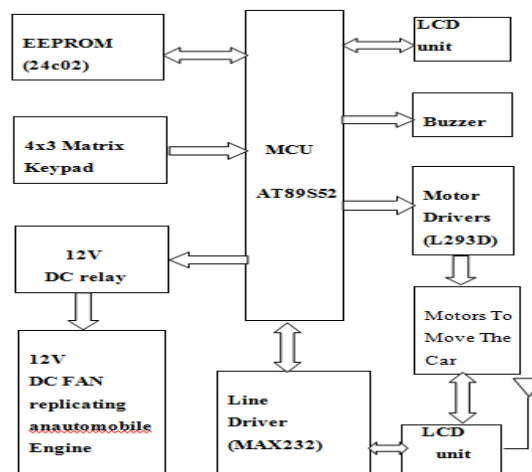 EEPROM
(24c02)
4x3 Matrix
Keypad
12V
DC relay
12V
DC FAN
replicating
anautomobile
Engine
MCU
AT89S52
Line
Driver
(MAX232)
LCD
unit
Buzzer
Motor
Drivers
(L293D)
Motors To
Move The
Car
LCD
unit